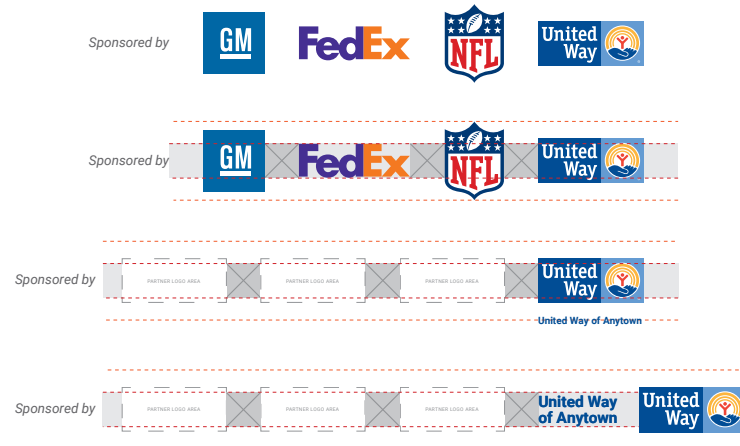 Sponsored by
GM
FedEx
NFL
United
Way
Sponsored by
GM
FedEx
NFL
United
Way
Sponsored by
PARTNER LOGO AREA
PARTNER LOGO AREA
PARTNER LOGO AREA
United
Way
United Way of Anytown
Sponsored by
PARTNER LOGO AREA
PARTNER LOGO AREA
PARTNER LOGO AREA
United Way
of Anytown
United
Way